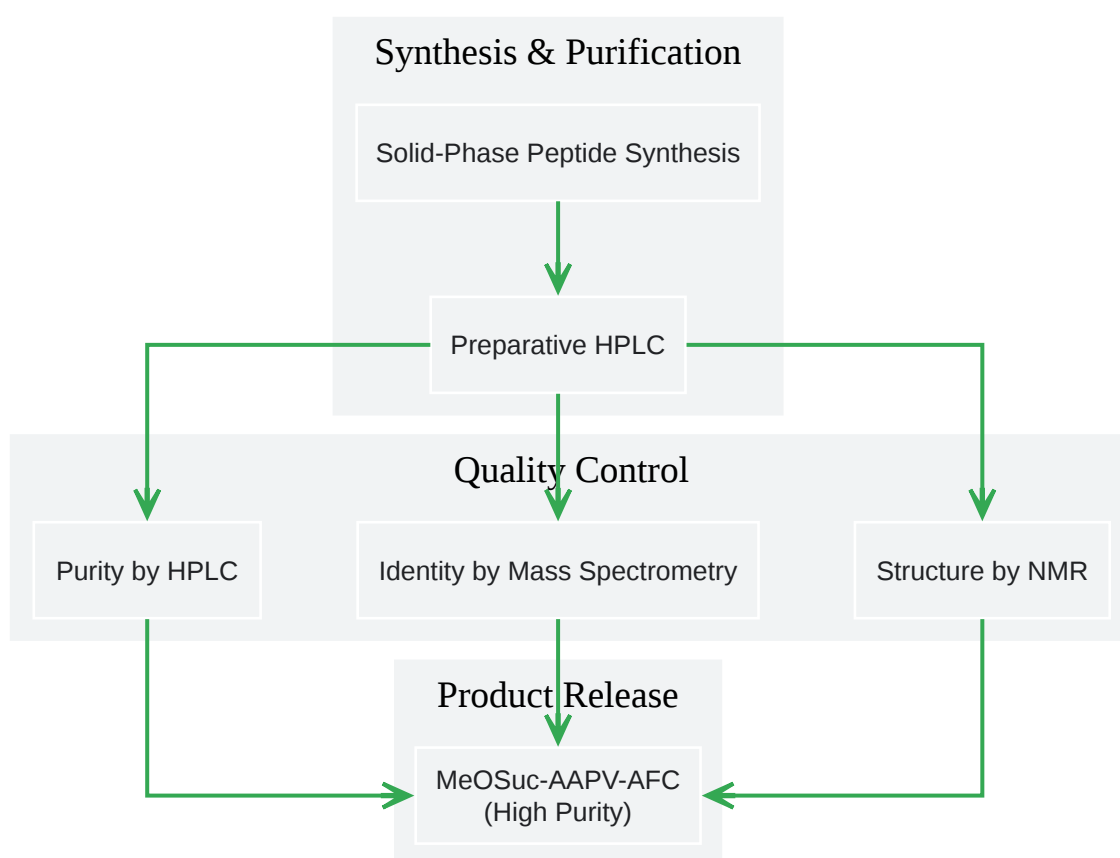 Synthesis & Purification
Solid-Phase Peptide Synthesis
Preparative HPLC
Quality Control
Purity by HPLC
Identity by Mass Spectrometry
Structure by NMR
Product Release
MeOSuc-AAPV-AFC
(High Purity)